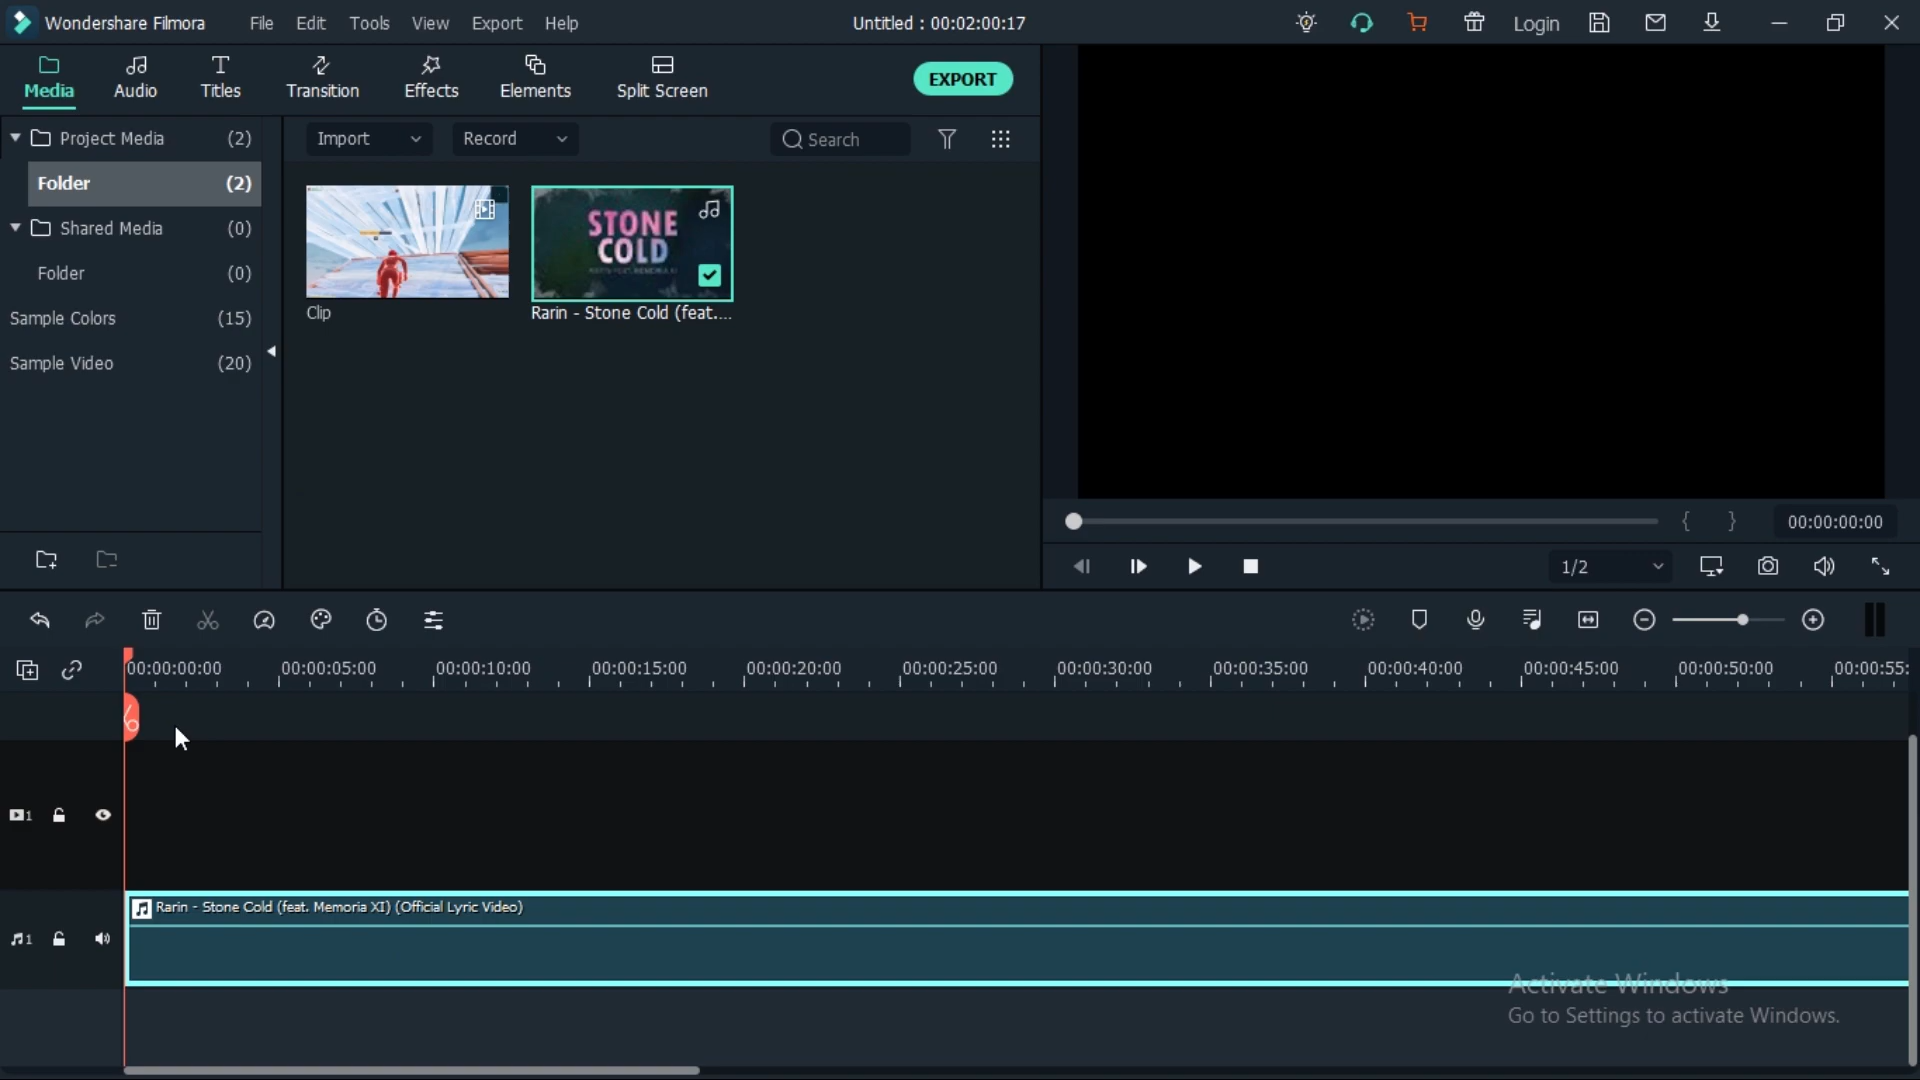 Wondershare Filmora File Edit Tools View Export Help Untitled : 00:02:00:17 Login
Media Audio Titles Transition Effects Elements Split Screen EXPORT
Project Media (2) Import Record Search
Folder (2)
Shared Media (0)
Folder (0)
Sample Colors (15)
Sample Video (20)
STONE
COLD
Clip Rarin - Stone Cold (feat....
00:00:00:00
1/2
00:00:00:00 00:00:05:00 00:00:10:00 00:00:15:00 00:00:20:00 00:00:25:00 00:00:30:00 00:00:35:00 00:00:40:00 00:00:45:00 00:00:50:00 00:00:55:
1
Rarin - Stone Cold (feat. Memoria XI) (Official Lyric Video)
1
Activate Windows
Go to Settings to activate Windows.